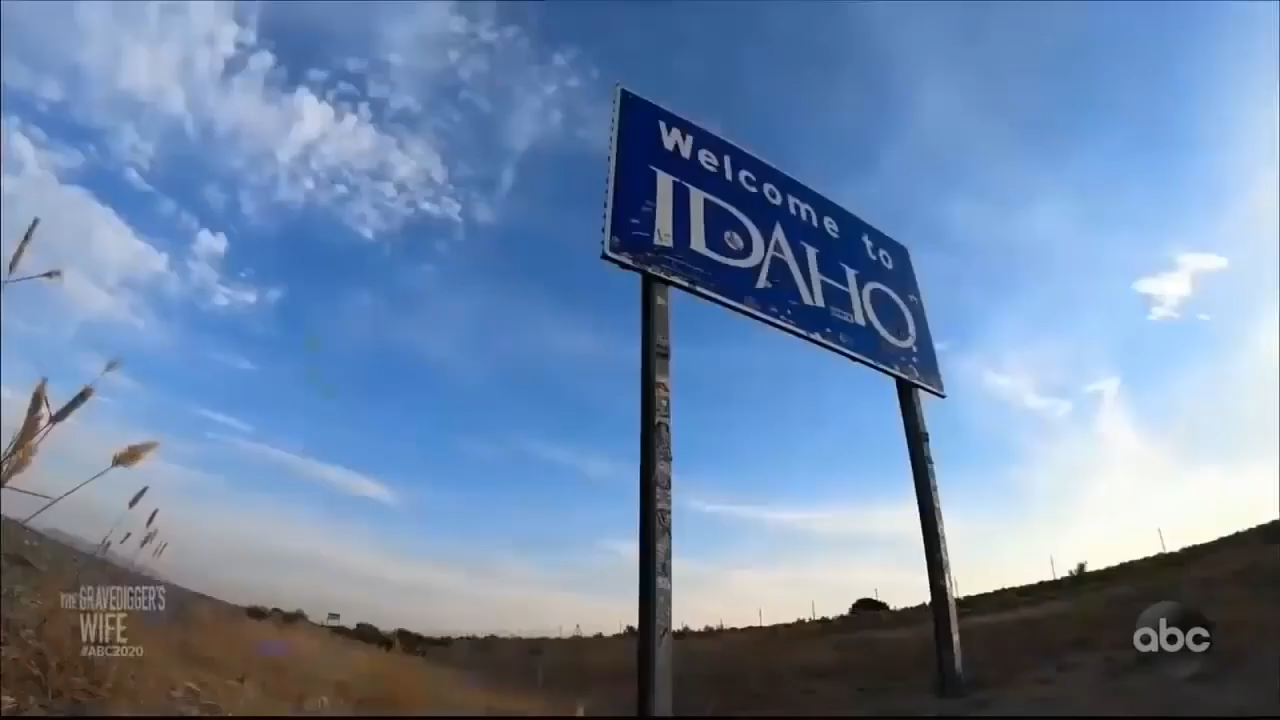 Welcome to
IDAHO
THE GRAVEDIGGER'S
WIFE
#ABC2020
abc